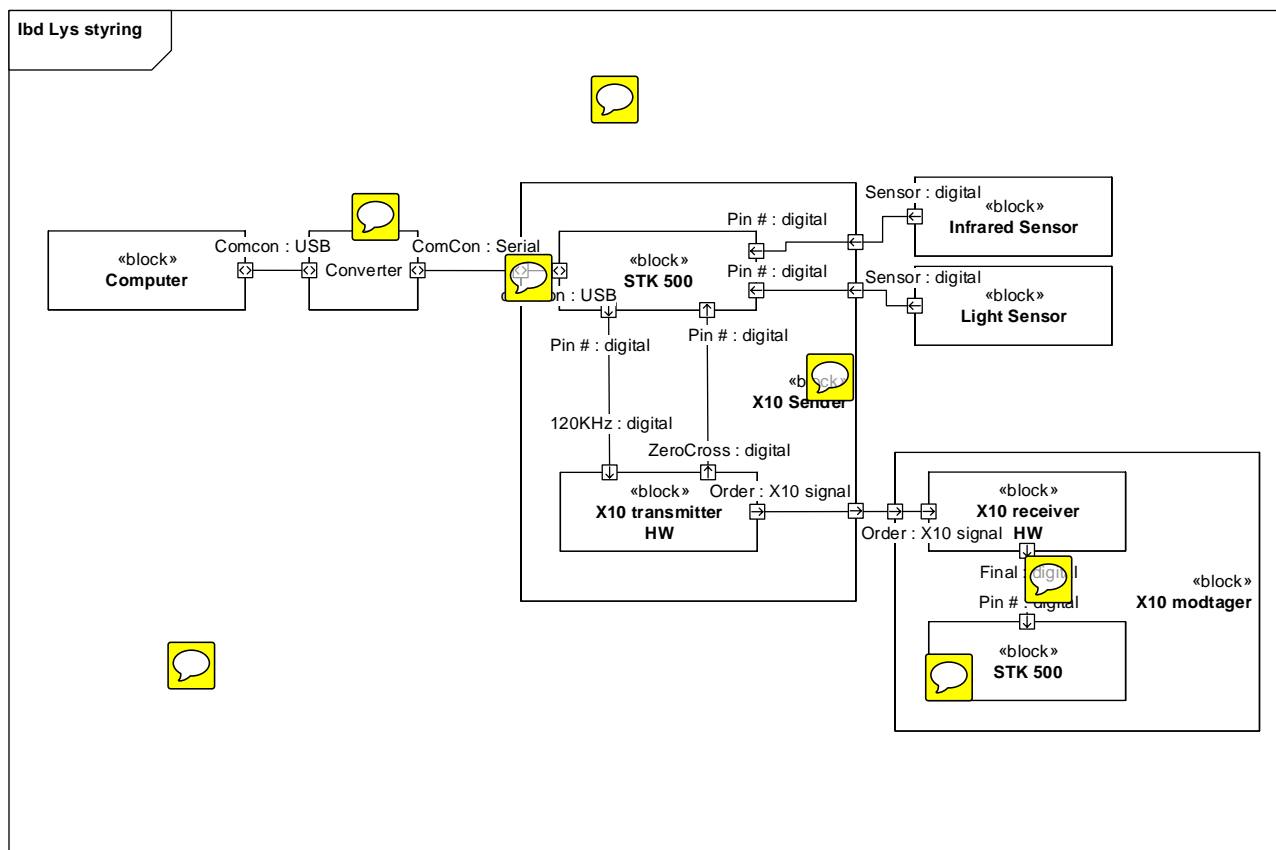 Ibd Lys styring
«block»
Computer
Comcon : USB
Converter
ComCon : Serial
«block»
STK 500
: USB
Pin # : digital
Pin # : digital
Sensor : digital
«block»
Infrared Sensor
Sensor : digital
«block»
Light Sensor
Pin # : digital
Pin # : digital
«block»
X10 Sender
120KHz : digital
ZeroCross : digital
«block»
X10 transmitter
HW
Order : X10 signal
Order : X10 signal
«block»
X10 receiver
HW
Final : digital
Pin # : digital
«block»
X10 modtager
«block»
STK 500